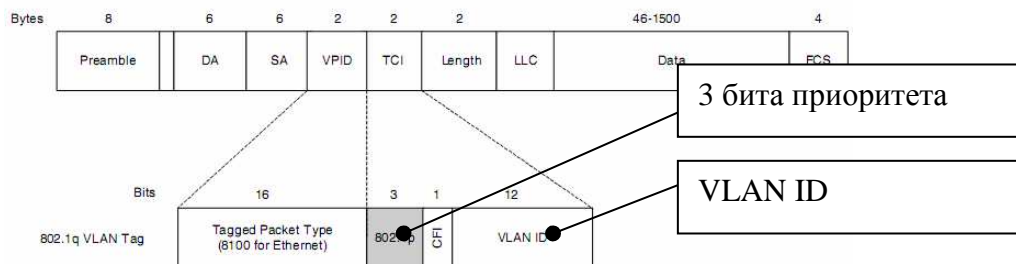 Bytes 8 6 6 2 2 2 46-1500 4
Preamble DA SA VPID TCI Length LLC Data FCS
3 бита приоритета
VLAN ID
Bits 16 3 1 12
802.1q VLAN Tag
Tagged Packet Type
(8100 for Ethernet)
802.1p
CFI
VLAN ID